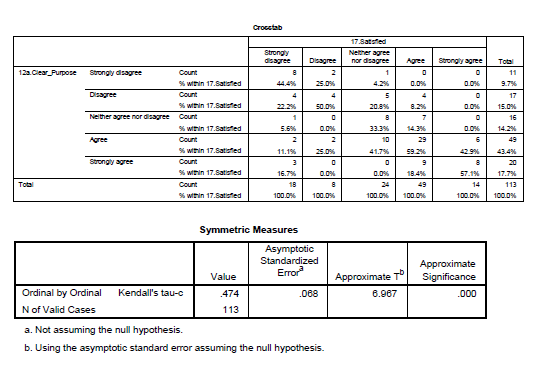 Crosstab
17.Satisfied
Strongly disagree Disagree Neither agree nor disagree Agree Strongly agree Total
12a.Clear_Purpose Strongly disagree Count 8 2 1 0 0 11
% within 17.Satisfied 44.4% 25.0% 4.2% 0.0% 0.0% 9.7%
Disagree Count 4 4 5 4 0 17
% within 17.Satisfied 22.2% 50.0% 20.8% 8.2% 0.0% 15.0%
Neither agree nor disagree Count 1 0 8 7 0 16
% within 17.Satisfied 5.6% 0.0% 33.3% 14.3% 0.0% 14.2%
Agree Count 2 2 10 29 6 49
% within 17.Satisfied 11.1% 25.0% 41.7% 59.2% 42.9% 43.4%
Strongly agree Count 3 0 0 9 8 20
% within 17.Satisfied 16.7% 0.0% 0.0% 18.4% 57.1% 17.7%
Total Count 18 8 24 49 14 113
% within 17.Satisfied 100.0% 100.0% 100.0% 100.0% 100.0% 100.0%
Symmetric Measures
Value Asymptotic Standardized Error^a Approximate T^b Approximate Significance
Ordinal by Ordinal Kendall's tau-c .474 .068 6.967 .000
N of Valid Cases 113
a. Not assuming the null hypothesis.
b. Using the asymptotic standard error assuming the null hypothesis.